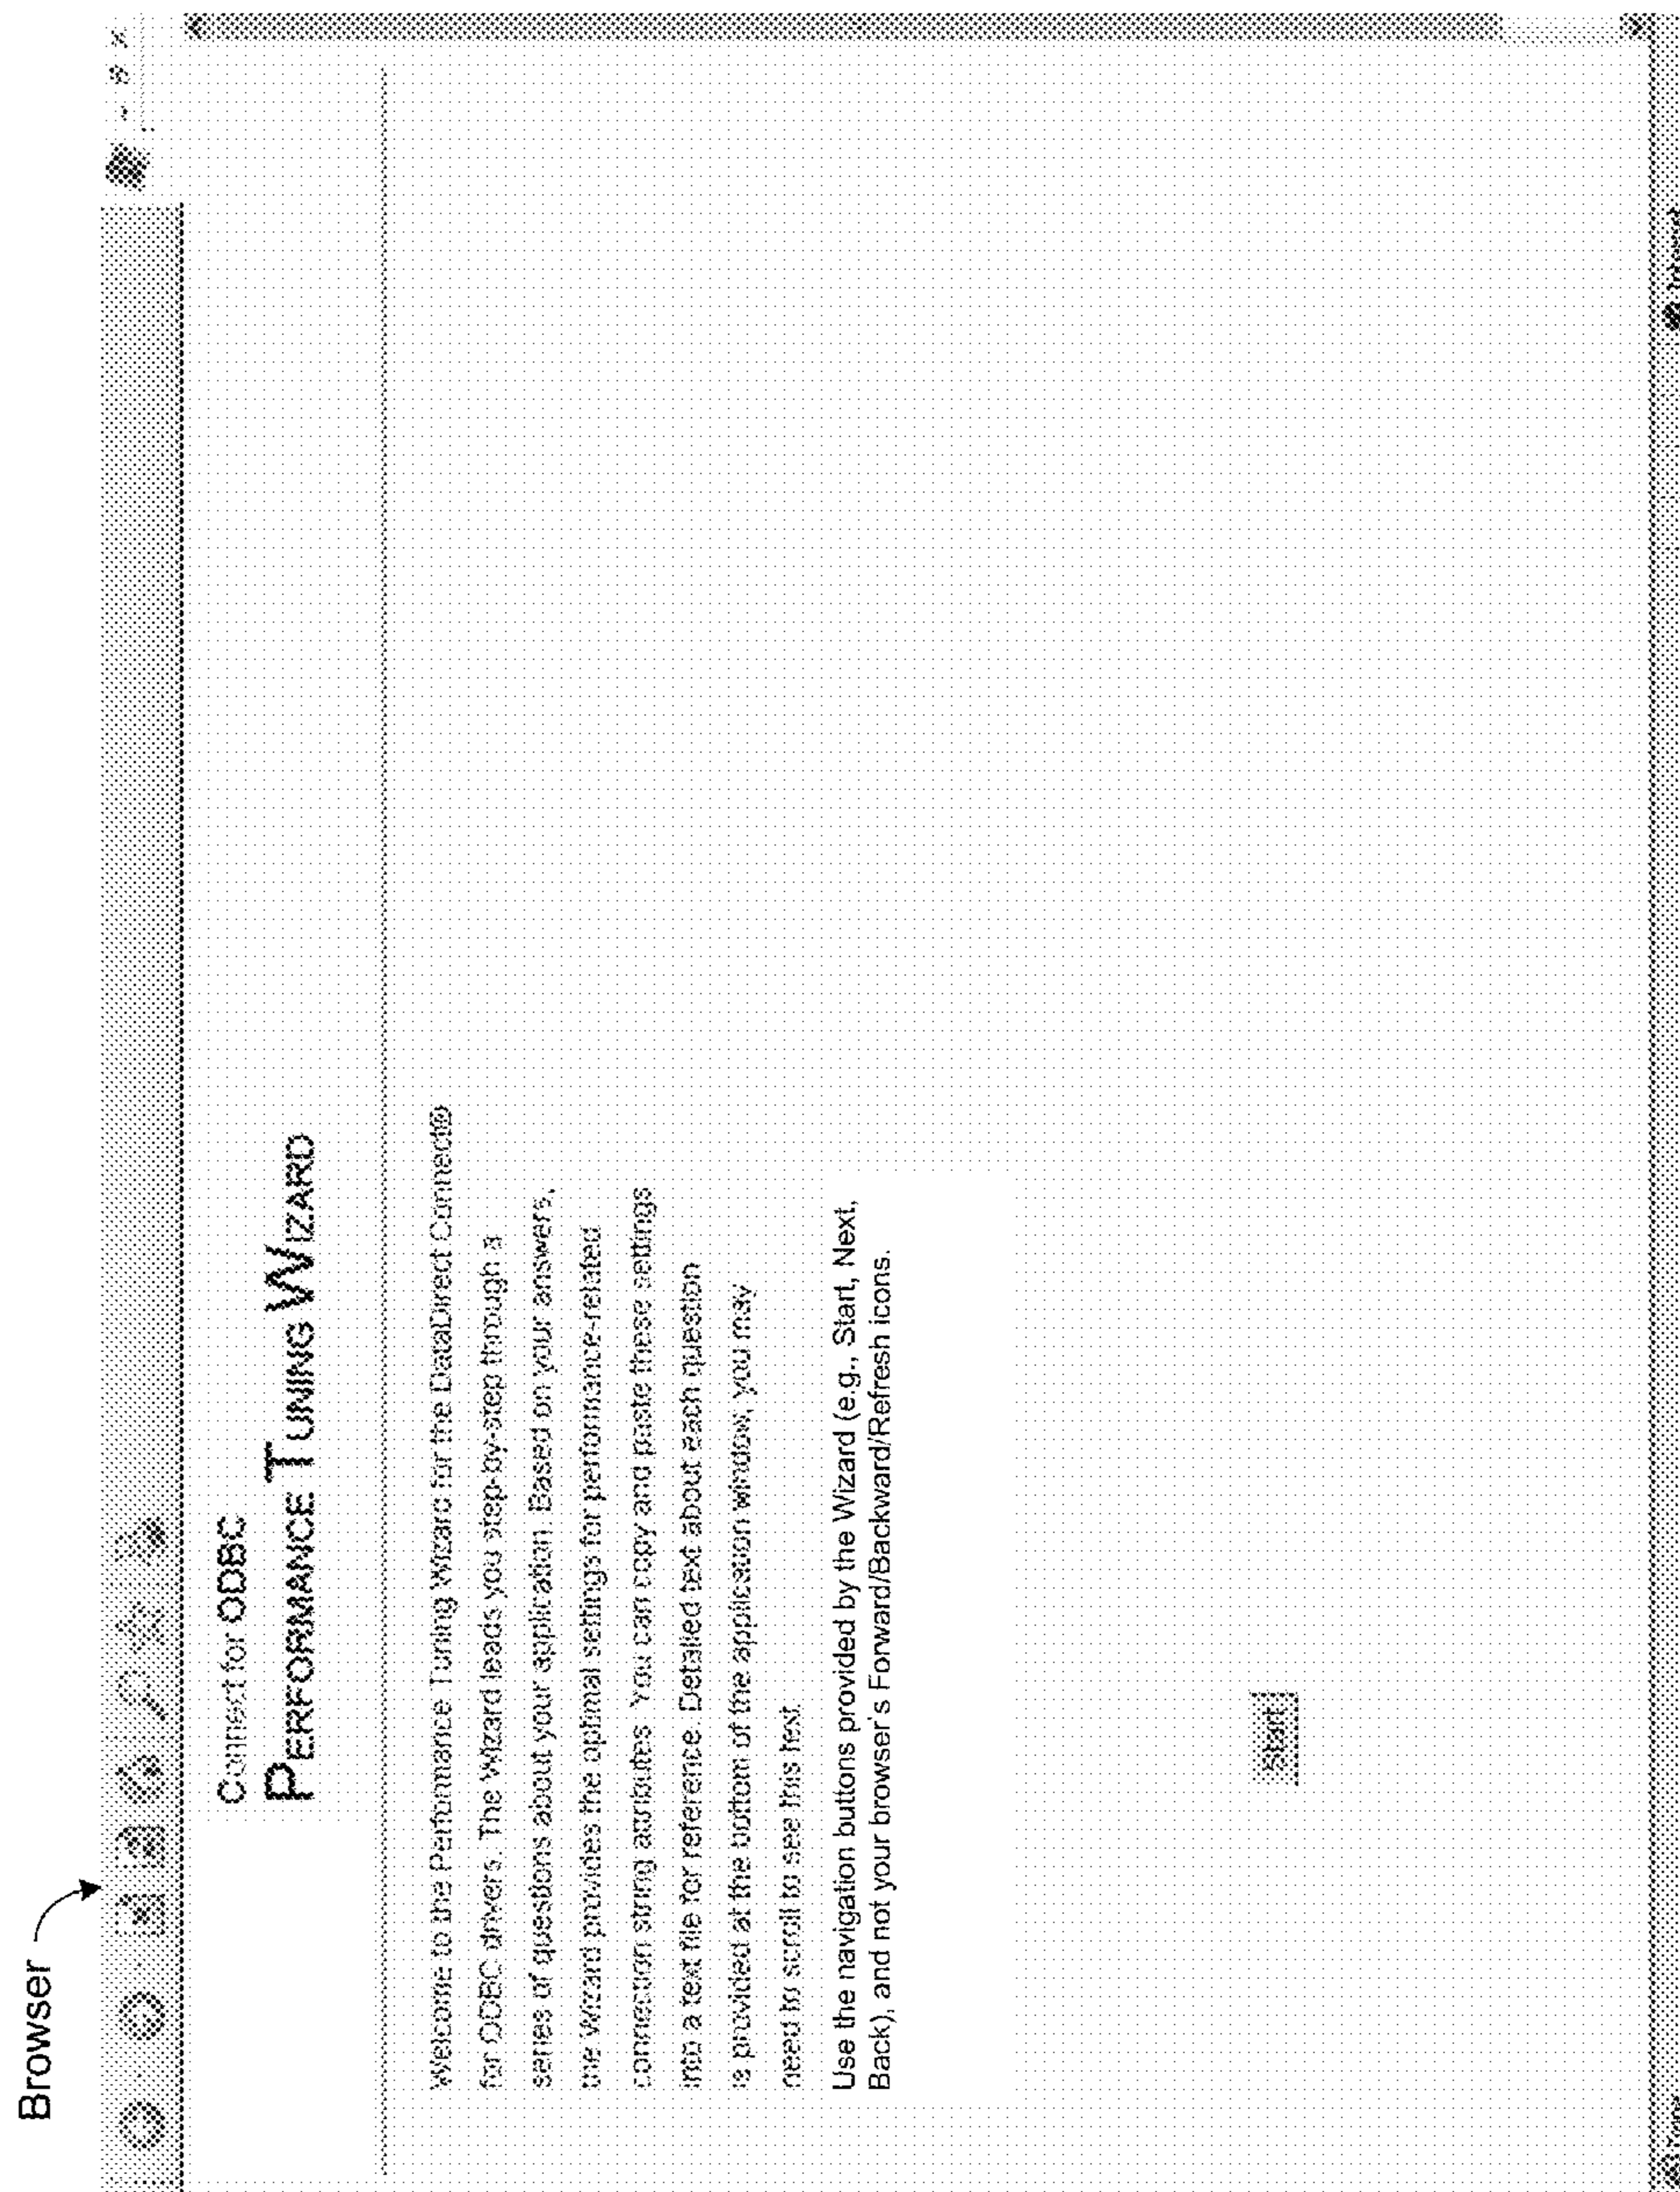 Browser
Connect for ODBC
PERFORMANCE TUNING WIZARD
Welcome to the Performance Tuning Wizard for the DataDirect Connect®
for ODBC drivers. The Wizard leads you step-by-step through a
series of questions about your application. Based on your answers,
the Wizard provides the optimal settings for performance-related
connection string attributes. You can copy and paste these settings
into a text file for reference. Detailed text about each question
is provided at the bottom of the application window; you may
need to scroll to see this text.
Use the navigation buttons provided by the Wizard (e.g., Start, Next,
Back), and not your browser's Forward/Backward/Refresh icons.
Start
Internet